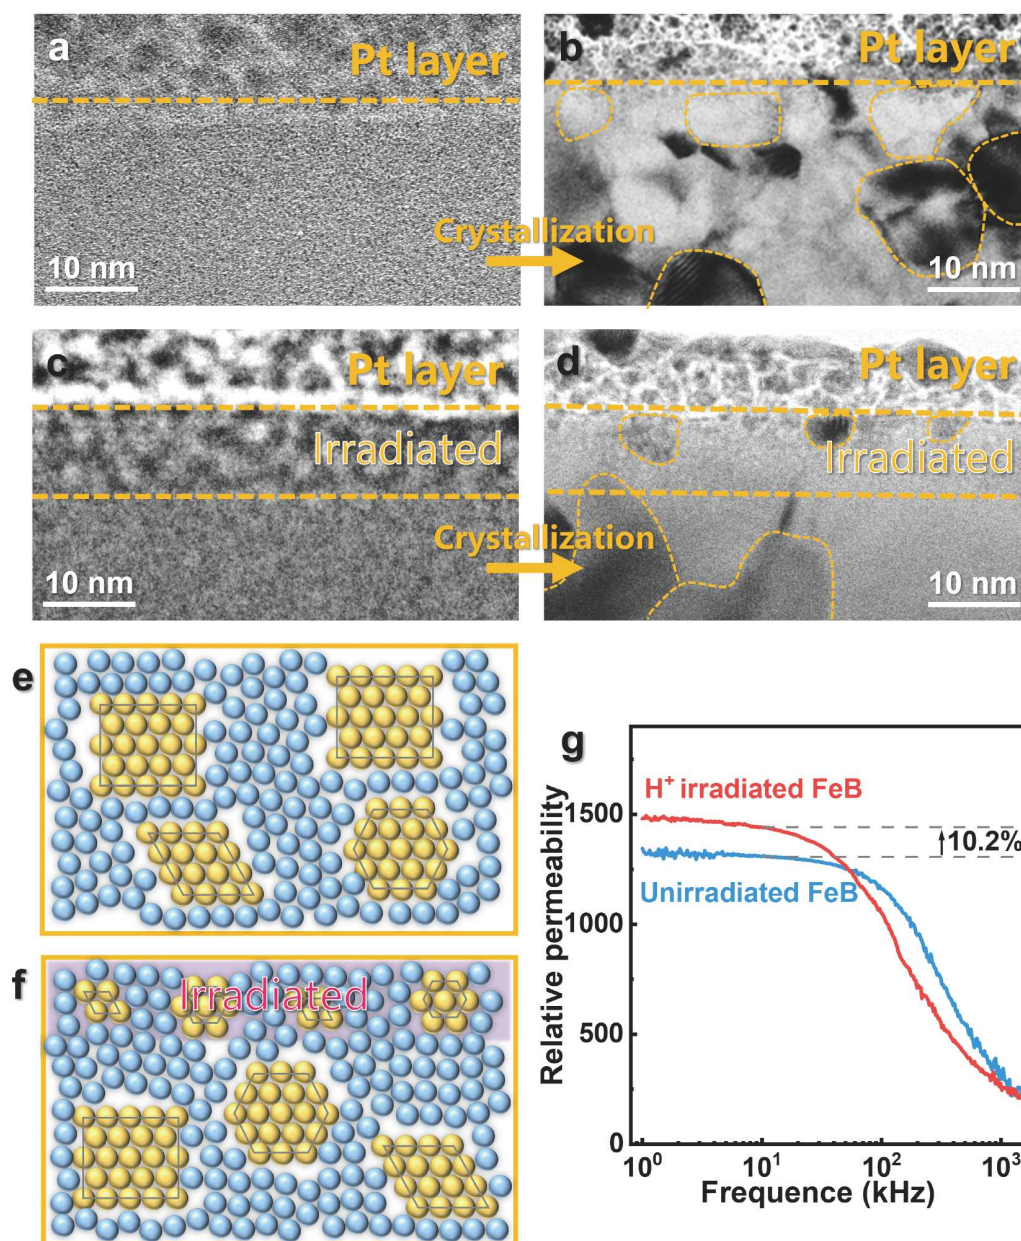 a
Pt layer
10 nm
Crystallization
b
Pt layer
10 nm
c
Pt layer
Irradiated
10 nm
Crystallization
d
Pt layer
Irradiated
10 nm
e
f
Irradiated
g
H⁺ irradiated FeB
Unirradiated FeB
10.2%
Relative permeability
1500
1000
500
0
10⁰
10¹
10²
10³
Frequence (kHz)